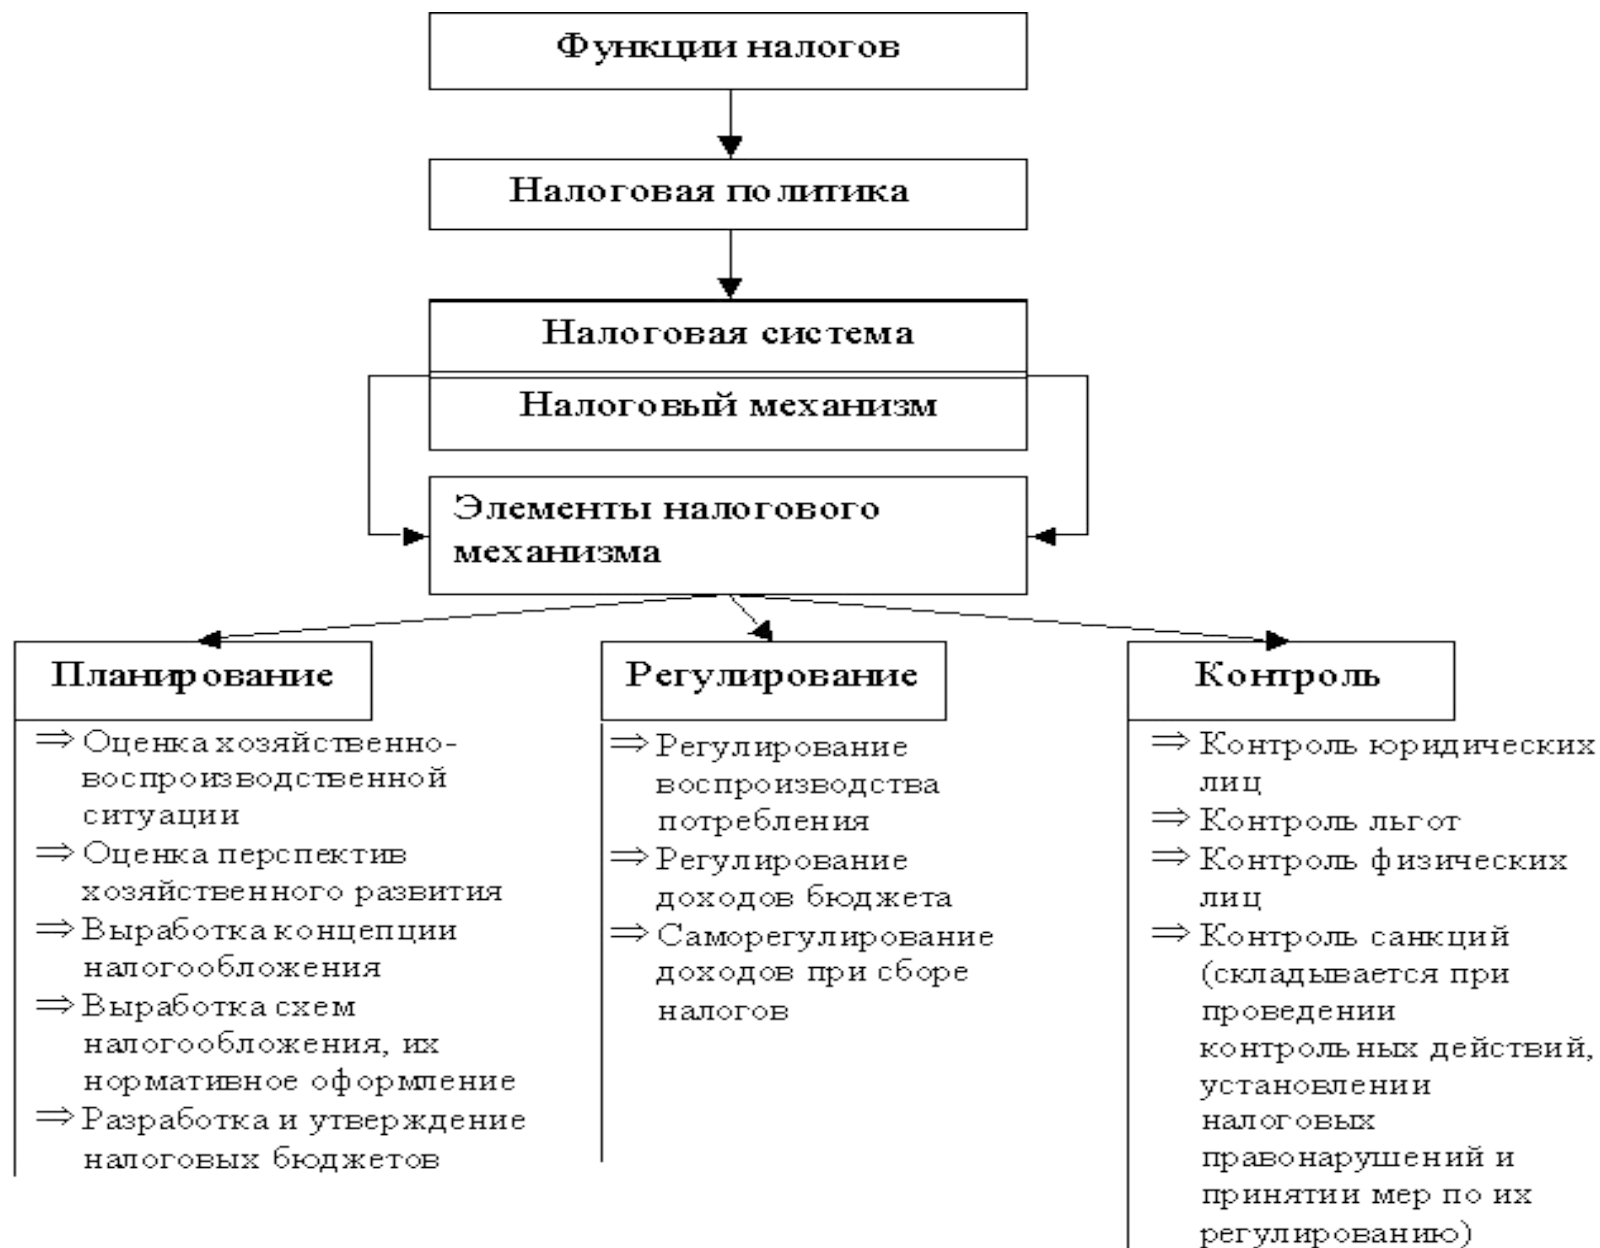 Функции налогов
Налоговая политика
Налоговая система
Налоговый механизм
Элементы налогового
механизма
Планирование
⇒ Оценка хозяйственно-
воспроизводственной
ситуации
⇒ Оценка перспектив
хозяйственного развития
⇒ Выработка концепции
налогообложения
⇒ Выработка схем
налогообложения, их
нормативное оформление
⇒ Разработка и утверждение
налоговых бюджетов
Регулирование
⇒ Регулирование
воспроизводства
потребления
⇒ Регулирование
доходов бюджета
⇒ Саморегулирование
доходов при сборе
налогов
Контроль
⇒ Контроль юридических
лиц
⇒ Контроль льгот
⇒ Контроль физических
лиц
⇒ Контроль санкций
(складывается при
проведении
контрольных действий,
установлении
налоговых
правонарушений и
принятии мер по их
регулированию)